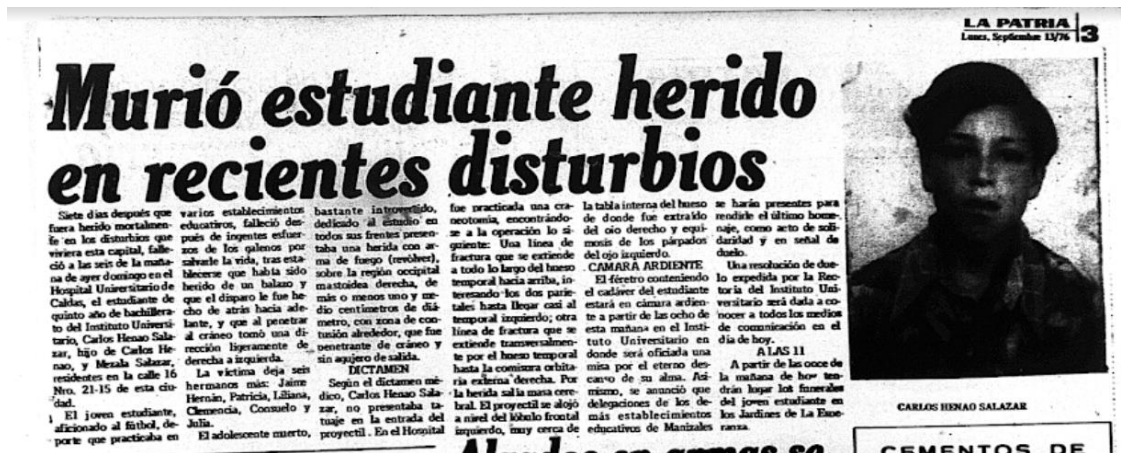 LA PATRIA
Lunes, Septiembre 13/76
3
Murió estudiante herido
en recientes disturbios
Siete días después que
fuera herido mortalmen-
te en los disturbios que
viviera esta capital, falle-
ció a las seis de la maña-
na de ayer domingo en el
Hospital Universitario de
Caldas, el estudiante de
quinto año de bachillera-
to del Instituto Universi-
tario, Carlos Henao Sala-
zar, hijo de Carlos He-
nao, y Mezala Salazar,
residentes en la calle 16
Nro. 21-15 de esta ciu-
dad.
El joven estudiante,
aficionado al fútbol, de-
porte que practicaba en
varios establecimientos
educativos, falleció des-
pués de ingentes esfuer-
zos de los galenos por
salvarle la vida, tras esta-
blecerse que había sido
herido de un balazo y
que el disparo le fue he-
cho de atrás hacia ade-
lante, y que al penetrar
al cráneo tomó una di-
rección ligeramente de
derecha a izquierda.
La víctima deja seis
hermanos más: Jaime
Hernán, Patricia, Liliana,
Clemencia, Consuelo y
Julia.
El adolescente muerto,
bastante introvertido,
dedicado al estudio en
todos sus frentes presen-
taba una herida con ar-
ma de fuego (revólver),
sobre la región occipital
mastoidea derecha, de
más o menos uno y me-
dio centímetros de diá-
metro, con zona de con-
tusión alrededor, que fue
penetrante de cráneo y
sin agujero de salida.
DICTAMEN
Según el dictamen mé-
dico, Carlos Henao Sala-
zar, no presentaba ta-
tuaje en la entrada del
proyectil. En el Hospital
fue practicada una cra-
neotomía, encontrándo-
se a la operación lo si-
guiente: Una línea de
fractura que se extiende
a todo lo largo del hueso
temporal hacia arriba, in-
teresando los dos parie-
tales hasta llegar casi al
temporal izquierdo; otra
línea de fractura que se
extiende transversalmen-
te por el hueso temporal
hasta la comisura orbita-
ria externa derecha. Por
la herida salía masa cere-
bral. El proyectil se alojó
a nivel del lóbulo frontal
izquierdo, muy cerca de
la tabla interna del hueso
de donde fue extraído
del ojo derecho y equi-
mosis de los párpados
del ojo izquierdo.
CAMARA ARDIENTE
El féretro conteniendo
el cadáver del estudiante
estará en cámara ardien-
te a partir de las ocho de
esta mañana en el Insti-
tuto Universitario en
donde será oficiada una
misa por el eterno des-
canso de su alma. Asi-
mismo, se anunció que
delegaciones de los de-
más establecimientos
educativos de Manizales
se harán presentes para
rendirle el último home-
naje, como acto de soli-
daridad y en señal de
duelo.
Una resolución de due-
lo expedida por la Rec-
toría del Instituto Uni-
versitario será dada a co-
nocer a todos los medios
de comunicación en el
día de hoy.
A LAS 11
A partir de las once de
la mañana de hoy ten-
drán lugar los funerales
del joven estudiante en
los Jardines de La Espe-
ranza.
CARLOS HENAO SALAZAR
CEMENTOS DE